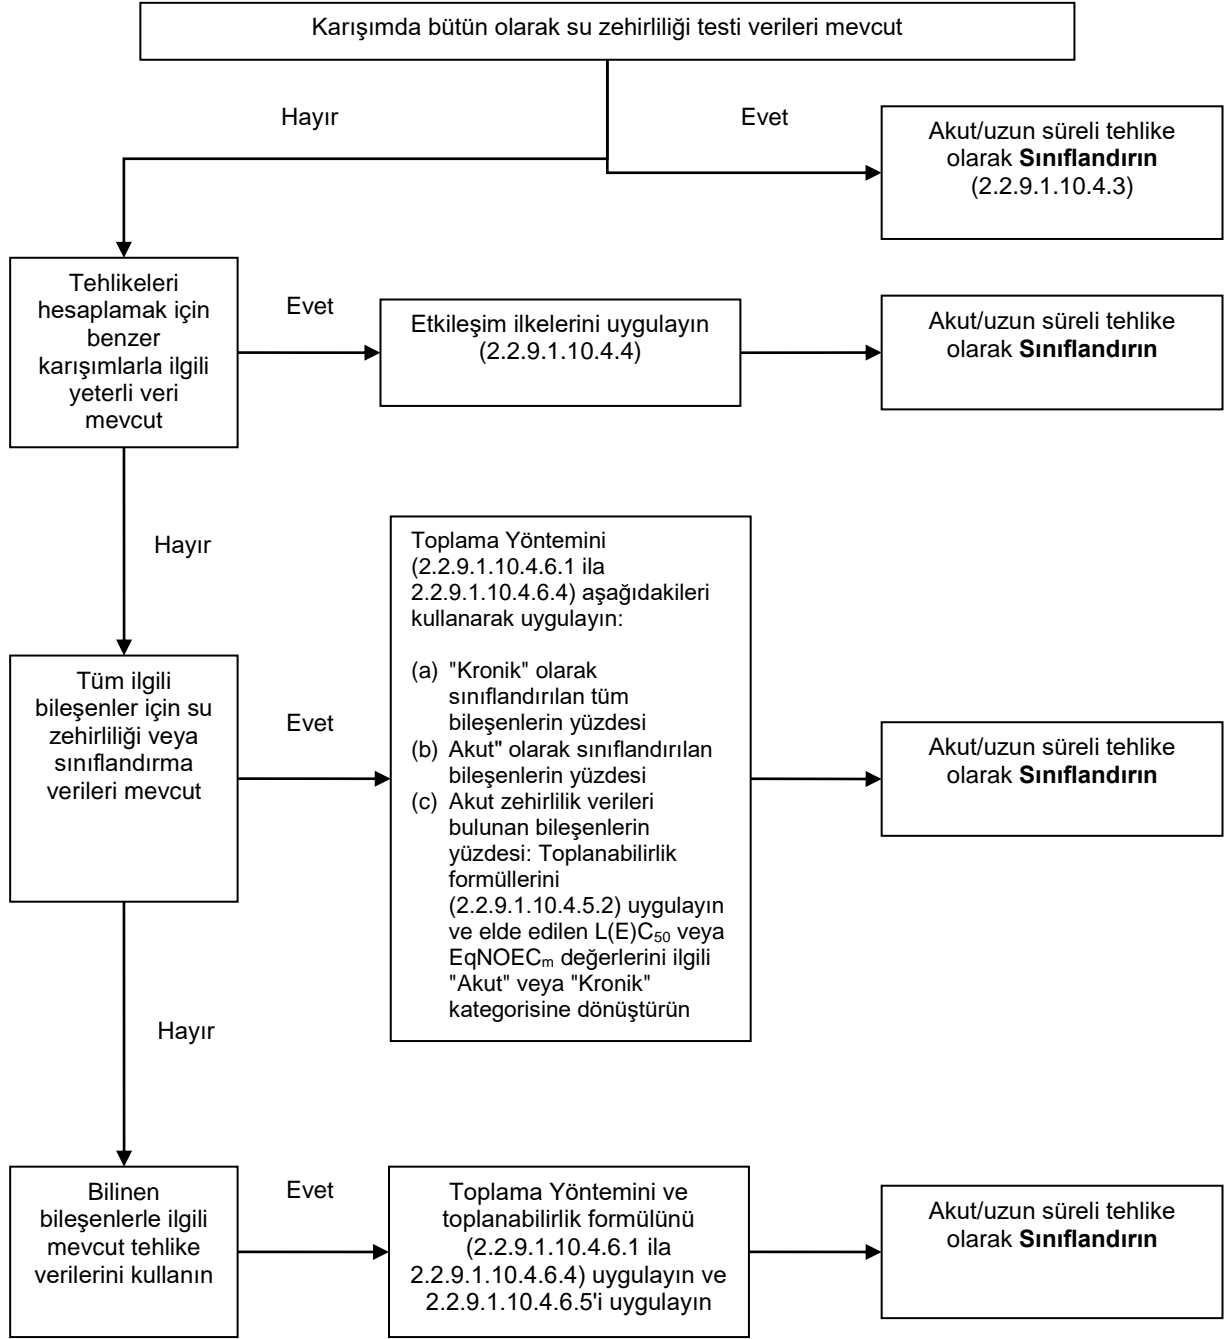 Karışımda bütün olarak su zehirliliği testi verileri mevcut
Hayır
Evet
Akut/uzun süreli tehlike
olarak Sınıflandırın
(2.2.9.1.10.4.3)
Tehlikeleri
hesaplamak için
benzer
karışımlarla ilgili
yeterli veri
mevcut
Evet
Etkileşim ilkelerini uygulayın
(2.2.9.1.10.4.4)
Akut/uzun süreli tehlike
olarak Sınıflandırın
Hayır
Tüm ilgili
bileşenler için su
zehirliliği veya
sınıflandırma
verileri mevcut
Evet
Toplama Yöntemini
(2.2.9.1.10.4.6.1 ila
2.2.9.1.10.4.6.4) aşağıdakileri
kullanarak uygulayın:
(a) "Kronik" olarak
sınıflandırılan tüm
bileşenlerin yüzdesi
(b) Akut" olarak sınıflandırılan
bileşenlerin yüzdesi
(c) Akut zehirlilik verileri
bulunan bileşenlerin
yüzdesi: Toplanabilirlik
formüllerini
(2.2.9.1.10.4.5.2) uygulayın
ve elde edilen L(E)C₅₀ veya
EqNOECₘ değerlerini ilgili
"Akut" veya "Kronik"
kategorisine dönüştürün
Akut/uzun süreli tehlike
olarak Sınıflandırın
Hayır
Bilinen
bileşenlerle ilgili
mevcut tehlike
verilerini kullanın
Evet
Toplama Yöntemini ve
toplanabilirlik formülünü
(2.2.9.1.10.4.6.1 ila
2.2.9.1.10.4.6.4) uygulayın ve
2.2.9.1.10.4.6.5'i uygulayın
Akut/uzun süreli tehlike
olarak Sınıflandırın